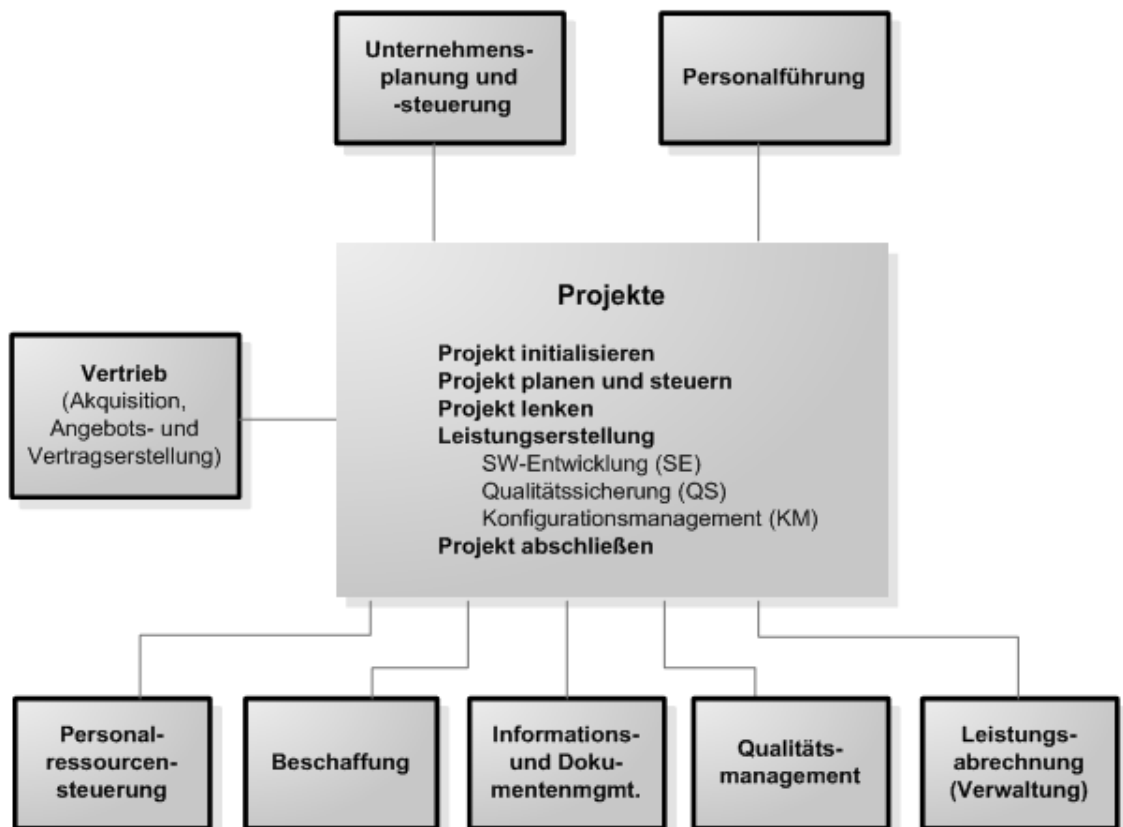 Unternehmens-
planung und
-steuerung
Personalführung
Projekte
Projekt initialisieren
Projekt planen und steuern
Projekt lenken
Leistungserstellung
SW-Entwicklung (SE)
Qualitätssicherung (QS)
Konfigurationsmanagement (KM)
Projekt abschließen
Vertrieb
(Akquisition,
Angebots- und
Vertragserstellung)
Personal-
ressourcen-
steuerung
Beschaffung
Informations-
und Doku-
mentenmgmt.
Qualitäts-
management
Leistungs-
abrechnung
(Verwaltung)